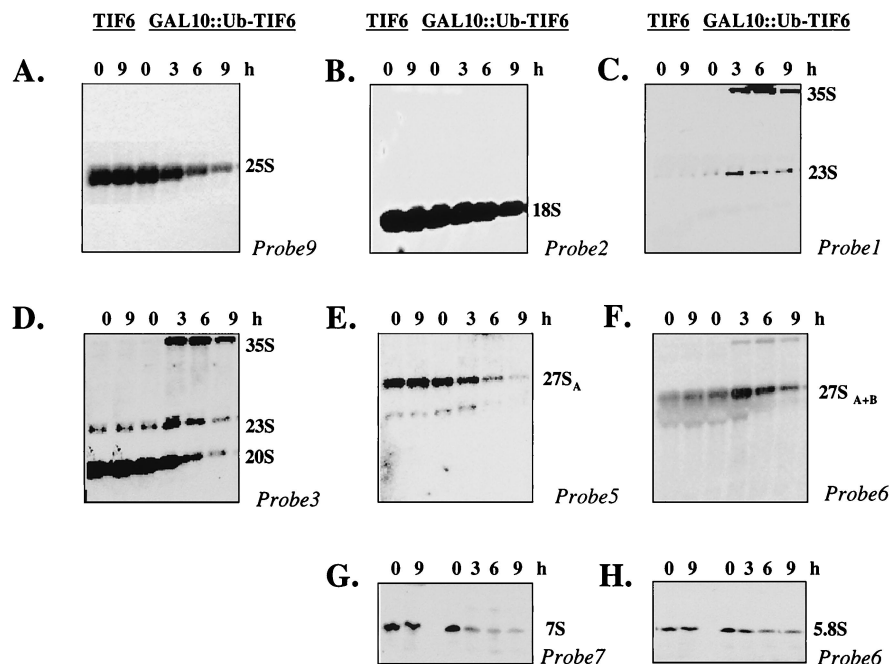 TIF6 GAL10::Ub-TIF6 TIF6 GAL10::Ub-TIF6 TIF6 GAL10::Ub-TIF6
A. 0 9 0 3 6 9 h
25S
Probe9
B. 0 9 0 3 6 9 h
18S
Probe2
C. 0 9 0 3 6 9 h
35S
23S
Probe1
D. 0 9 0 3 6 9 h
35S
23S
20S
Probe3
E. 0 9 0 3 6 9 h
27SA
Probe5
F. 0 9 0 3 6 9 h
27S A+B
Probe6
G. 0 9 0 3 6 9 h
7S
Probe7
H. 0 9 0 3 6 9 h
5.8S
Probe6